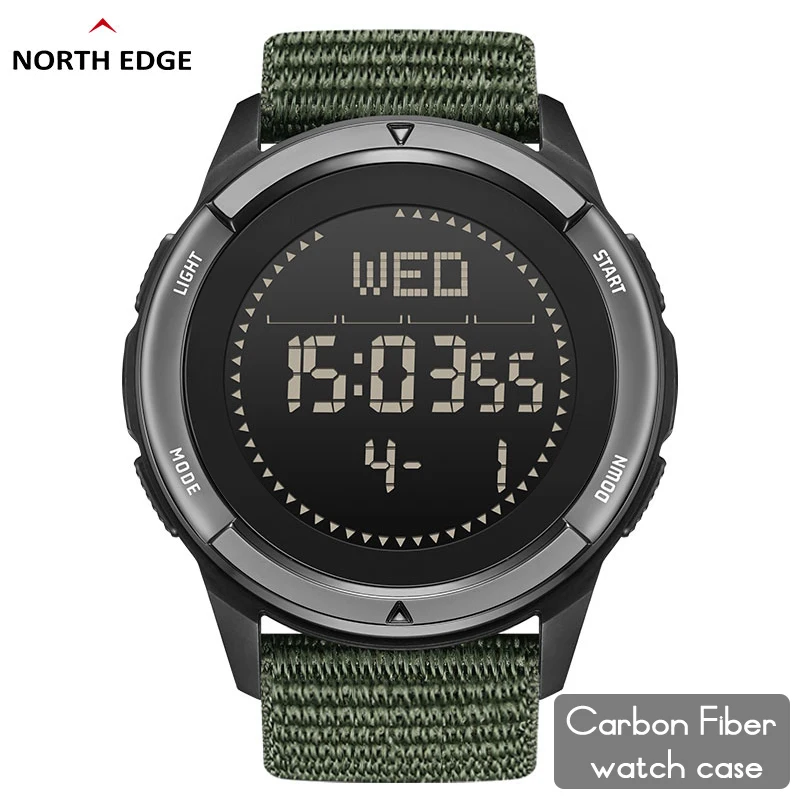 NORTH EDGE
LIGHT
START
WED
15:03 55
4- 1
MODE
DOWN
Carbon Fiber
watch case